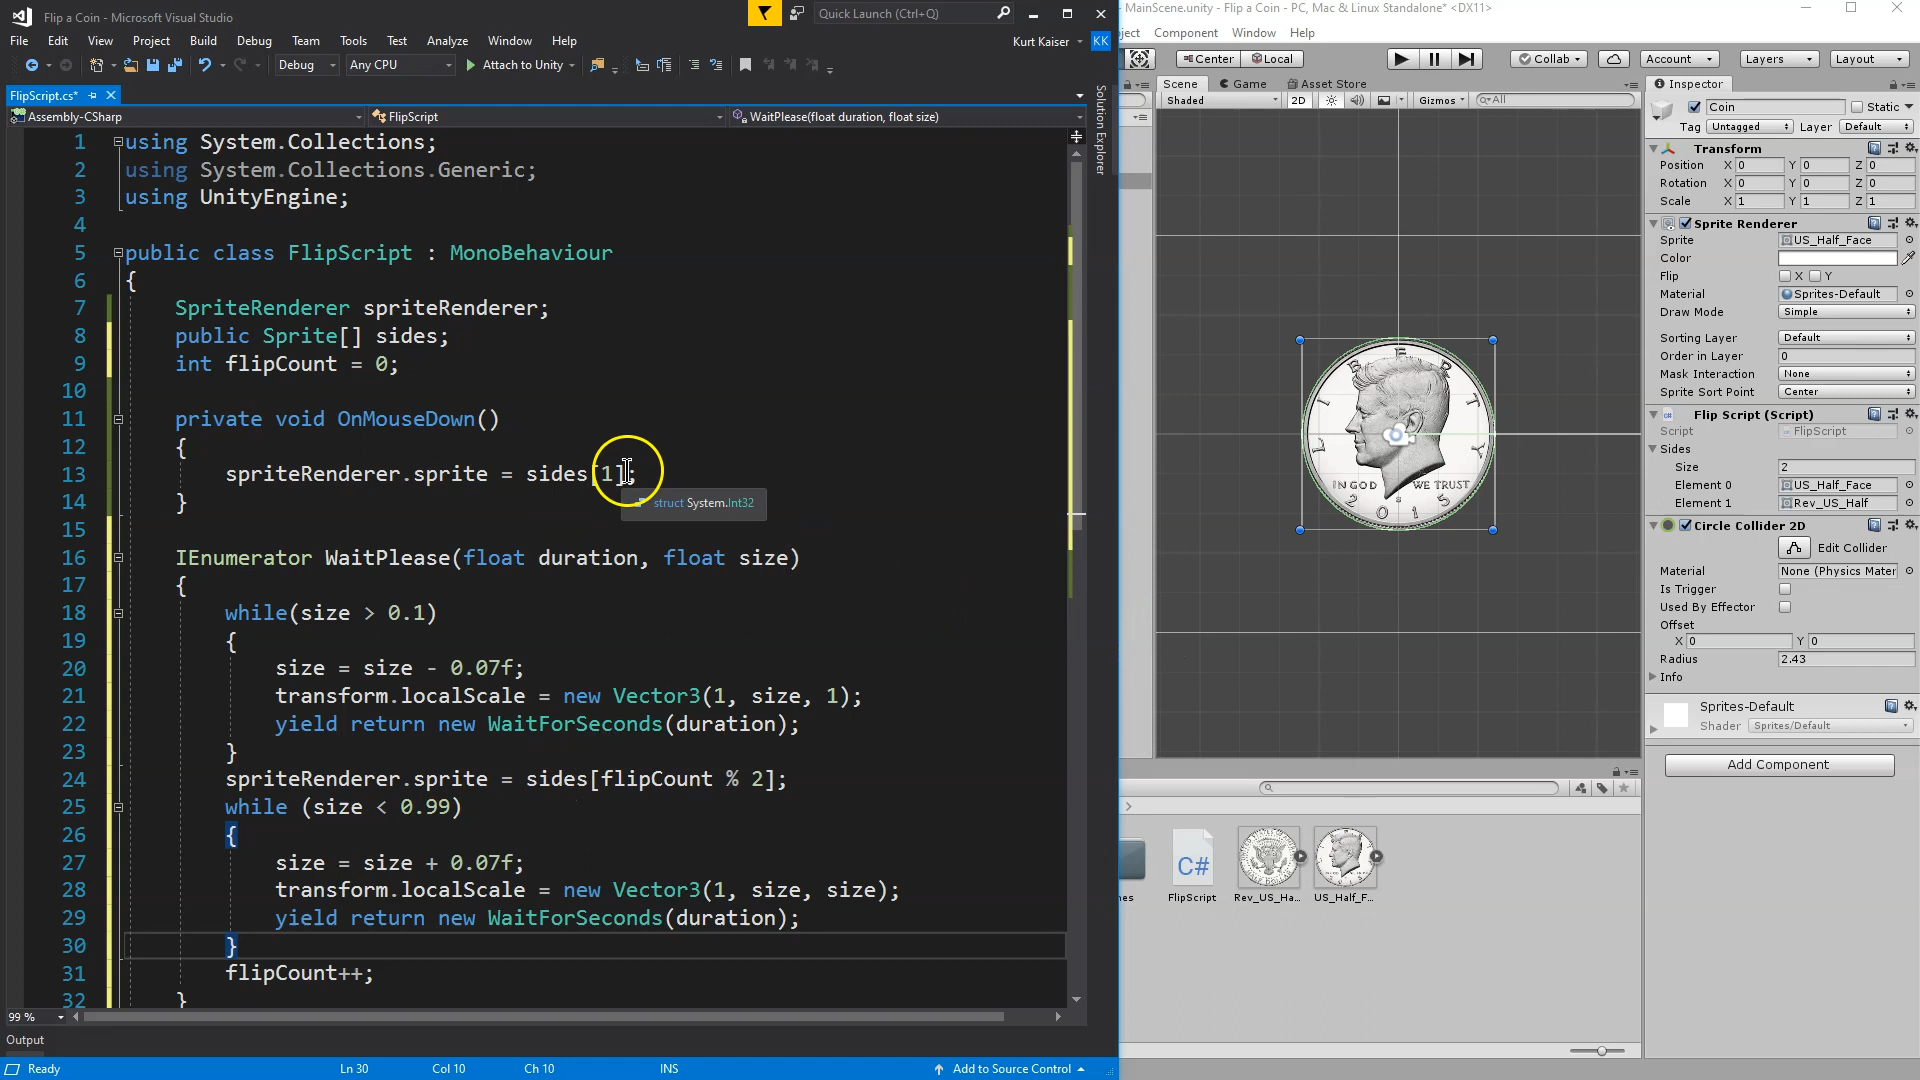 Flip a Coin - Microsoft Visual Studio
Quick Launch (Ctrl+Q)
File Edit View Project Build Debug Team Tools Test Analyze Window Help
Kurt Kaiser KK
Debug Any CPU Attach to Unity
FlipScript.cs*
Assembly-CSharp FlipScript WaitPlease(float duration, float size)
1 using System.Collections;
2 using System.Collections.Generic;
3 using UnityEngine;
4
5 public class FlipScript : MonoBehaviour
6 {
7 SpriteRenderer spriteRenderer;
8 public Sprite[] sides;
9 int flipCount = 0;
10
11 private void OnMouseDown()
12 {
13 spriteRenderer.sprite = sides[1];
struct System.Int32
14 }
15
16 IEnumerator WaitPlease(float duration, float size)
17 {
18 while(size > 0.1)
19 {
20 size = size - 0.07f;
21 transform.localScale = new Vector3(1, size, 1);
22 yield return new WaitForSeconds(duration);
23 }
24 spriteRenderer.sprite = sides[flipCount % 2];
25 while (size < 0.99)
26 {
27 size = size + 0.07f;
28 transform.localScale = new Vector3(1, size, size);
29 yield return new WaitForSeconds(duration);
30 }
31 flipCount++;
32 }
99 %
Output
Ready Ln 30 Col 10 Ch 10 INS Add to Source Control
Solution Explorer
MainScene.unity - Flip a Coin - PC, Mac & Linux Standalone* <DX11>
ject Component Window Help
Center Local Collab Account Layers Layout
Scene Game Asset Store
Shaded 2D Gizmos All
LIBERTY
IN GOD WE TRUST
2015
Inspector
Coin Static
Tag Untagged Layer Default
Transform
Position X 0 Y 0 Z 0
Rotation X 0 Y 0 Z 0
Scale X 1 Y 1 Z 1
Sprite Renderer
Sprite US_Half_Face
Color
Flip X Y
Material Sprites-Default
Draw Mode Simple
Sorting Layer Default
Order in Layer 0
Mask Interaction None
Sprite Sort Point Center
Flip Script (Script)
Script FlipScript
Sides
Size 2
Element 0 US_Half_Face
Element 1 Rev_US_Half
Circle Collider 2D
Edit Collider
Material None (Physics Mater
Is Trigger
Used By Effector
Offset
X 0 Y 0
Radius 2.43
Info
Sprites-Default
Shader Sprites/Default
Add Component
C#
nes FlipScript Rev_US_Ha... US_Half_F...